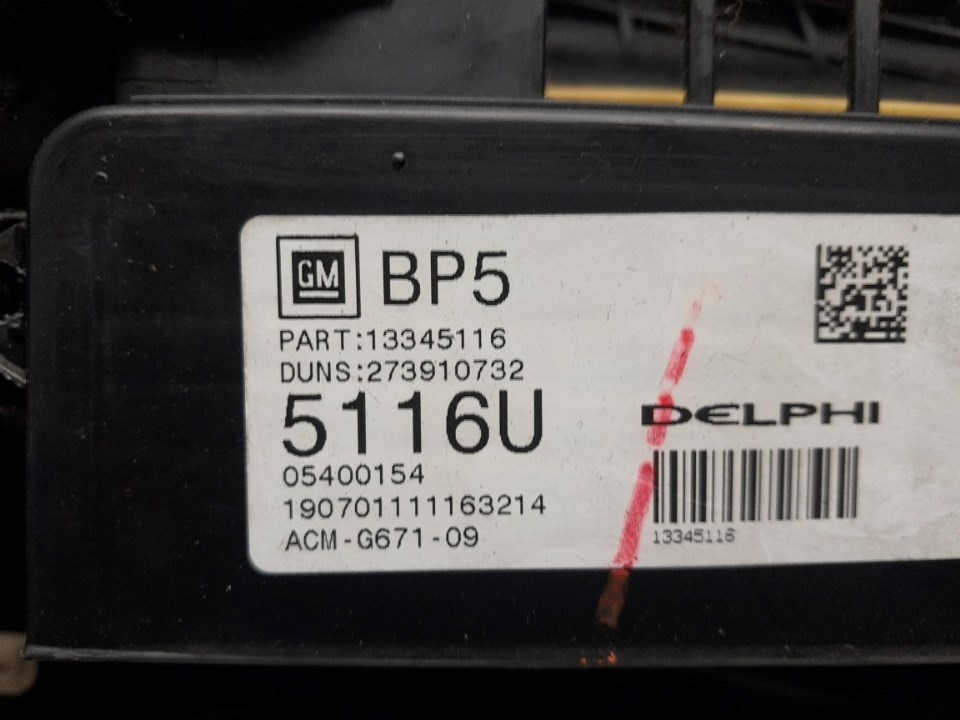 GM BP5
PART:13345116
DUNS:273910732
5116U
05400154
190701111163214
ACM-G671-09
DELPHI
13345116